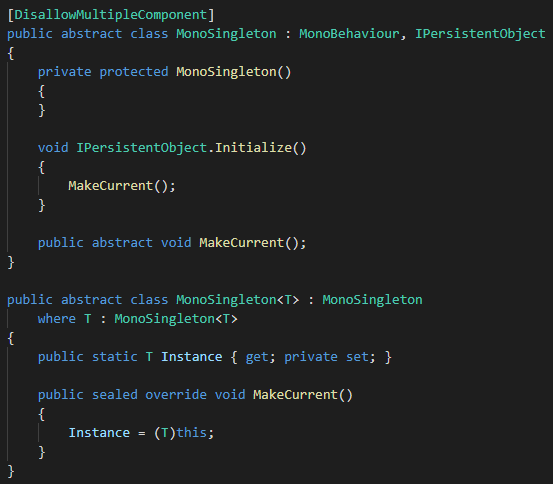 [DisallowMultipleComponent]
public abstract class MonoSingleton : MonoBehaviour, IPersistentObject
{
    private protected MonoSingleton()
    {
    }

    void IPersistentObject.Initialize()
    {
        MakeCurrent();
    }

    public abstract void MakeCurrent();
}

public abstract class MonoSingleton<T> : MonoSingleton
    where T : MonoSingleton<T>
{
    public static T Instance { get; private set; }

    public sealed override void MakeCurrent()
    {
        Instance = (T)this;
    }
}